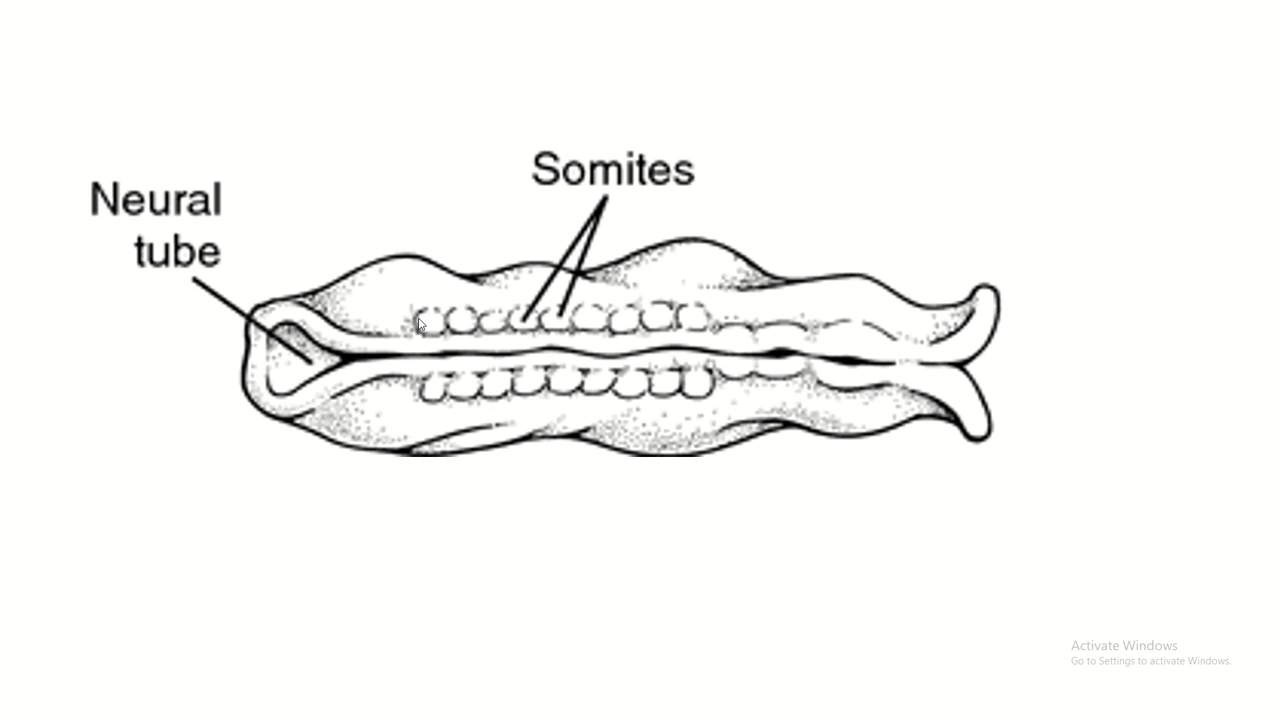 Somites
Neural
tube
Activate Windows
Go to Settings to activate Windows.